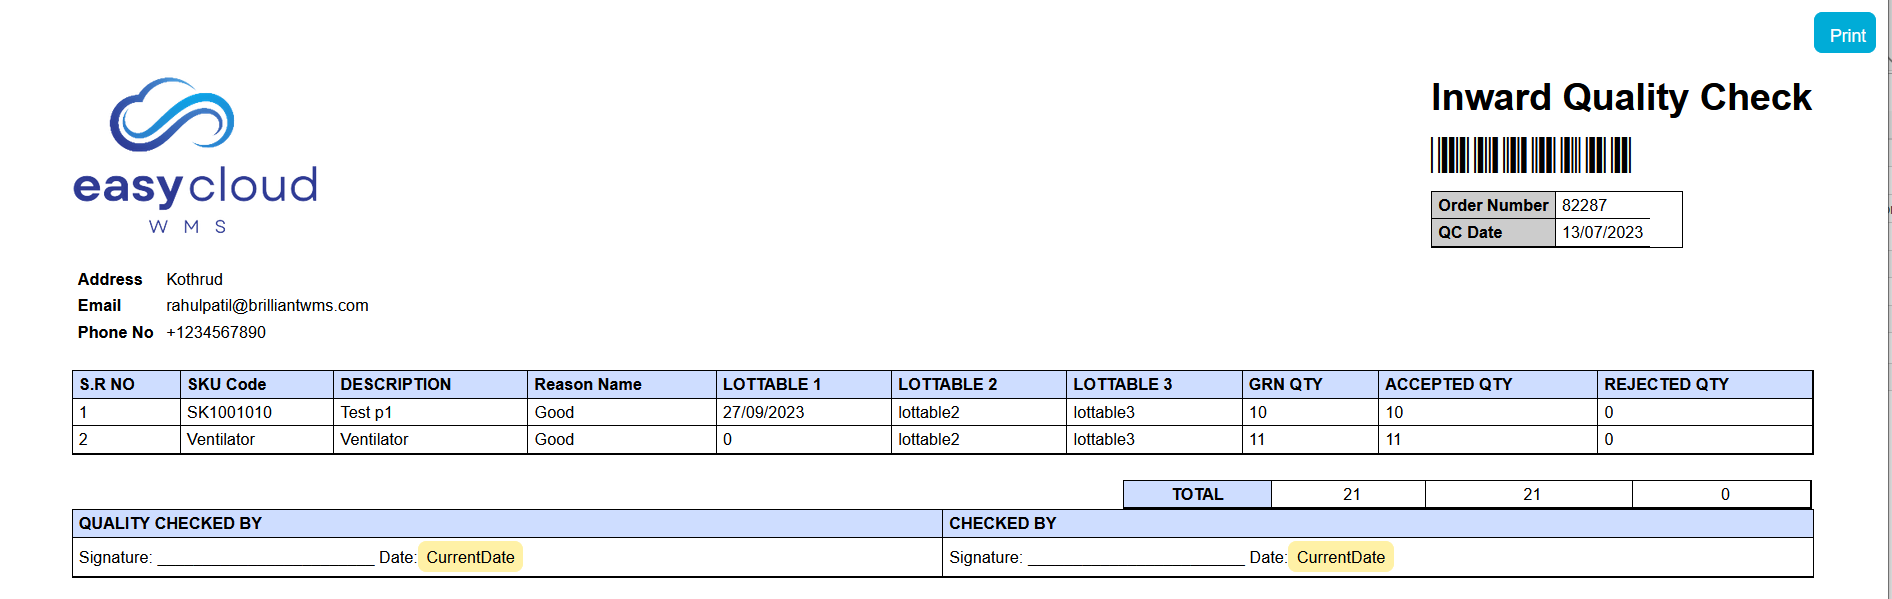 Print
easycloud
WMS
Inward Quality Check
Order Number 82287
QC Date 13/07/2023
Address Kothrud
Email rahulpatil@brilliantwms.com
Phone No +1234567890
S.R NO SKU Code DESCRIPTION Reason Name LOTTABLE 1 LOTTABLE 2 LOTTABLE 3 GRN QTY ACCEPTED QTY REJECTED QTY
1 SK1001010 Test p1 Good 27/09/2023 lottable2 lottable3 10 10 0
2 Ventilator Ventilator Good 0 lottable2 lottable3 11 11 0
TOTAL 21 21 0
QUALITY CHECKED BY CHECKED BY
Signature: ________________________ Date: CurrentDate Signature: ________________________ Date: CurrentDate